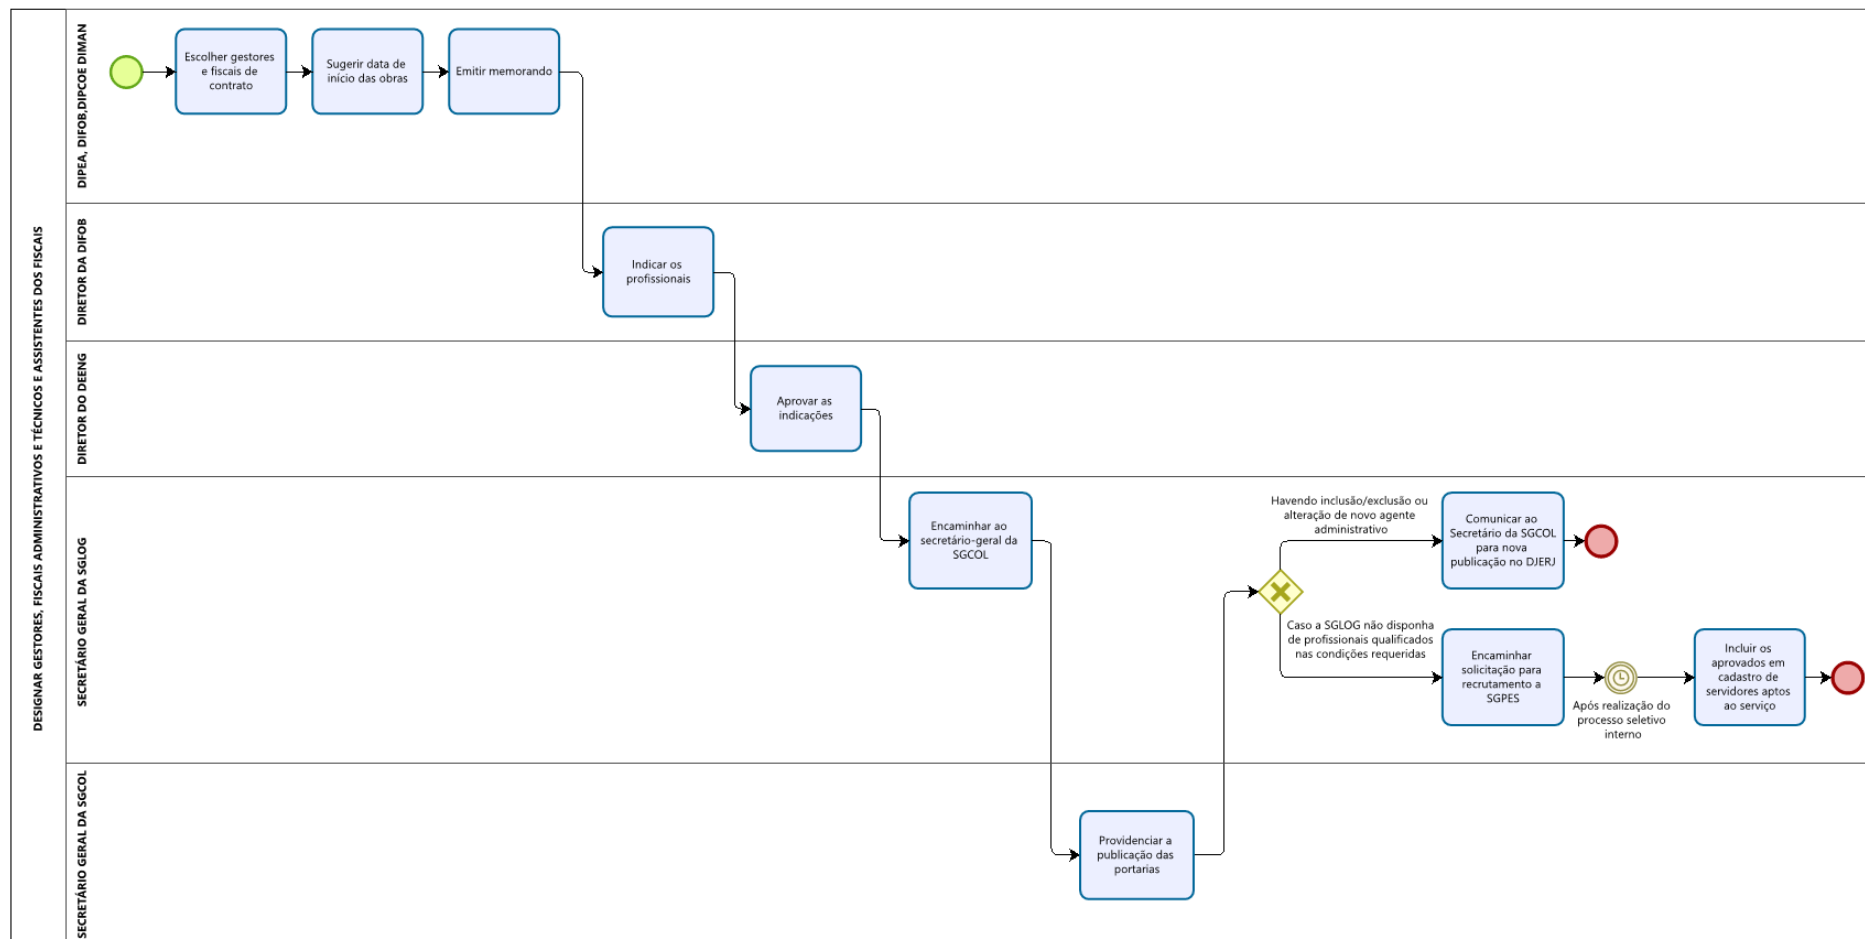 DESIGNAR GESTORES, FISCAIS ADMINISTRATIVOS E TÉCNICOS E ASSISTENTES DOS FISCAIS
DIPEA, DIFOB,DIPCOE DIMAN
Escolher gestores
e fiscais de
contrato
Sugerir data de
início das obras
Emitir memorando
DIRETOR DA DIFOB
Indicar os
profissionais
DIRETOR DO DEENG
Aprovar as
indicações
SECRETÁRIO GERAL DA SGLOG
Encaminhar ao
secretário-geral da
SGCOL
Havendo inclusão/exclusão ou
alteração de novo agente
administrativo
Comunicar ao
Secretário da SGCOL
para nova
publicação no DJERJ
Caso a SGLOG não disponha
de profissionais qualificados
nas condições requeridas
Encaminhar
solicitação para
recrutamento a
SGPES
Após realização do
processo seletivo
interno
Incluir os
aprovados em
cadastro de
servidores aptos
ao serviço
SECRETÁRIO GERAL DA SGCOL
Providenciar a
publicação das
portarias